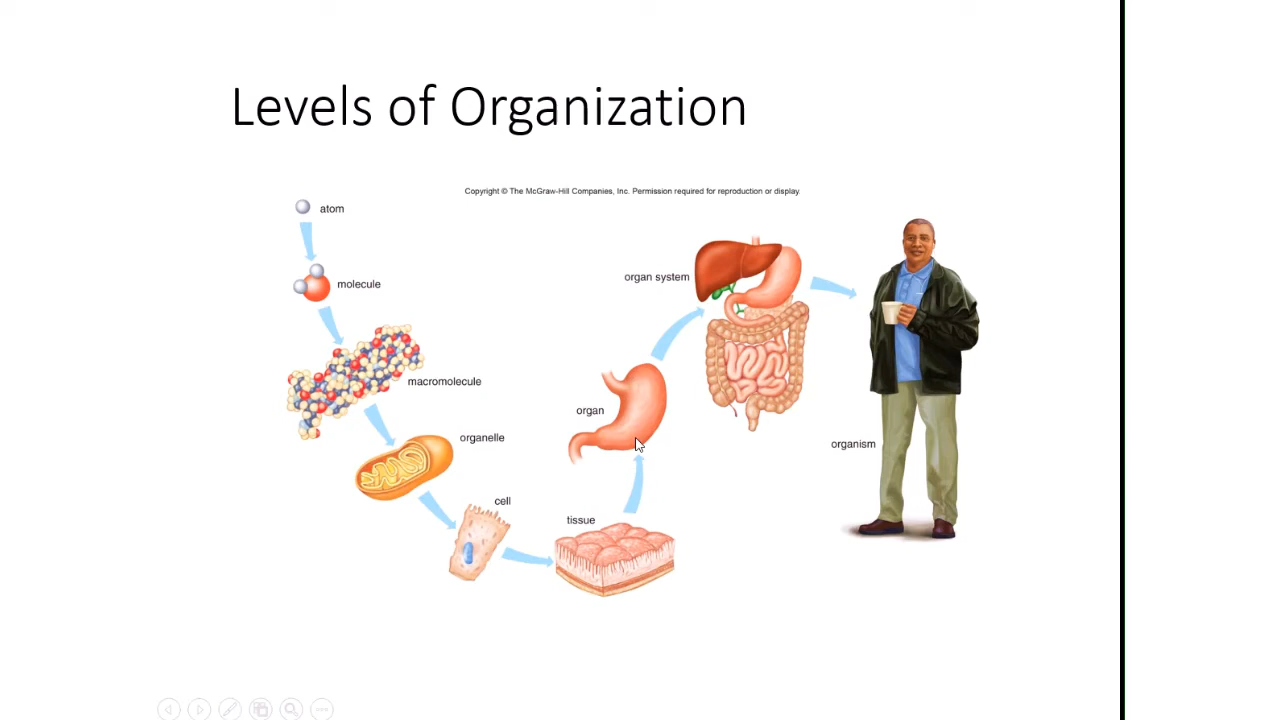 Levels of Organization
Copyright © The McGraw-Hill Companies, Inc. Permission required for reproduction or display.
atom
molecule
macromolecule
organelle
cell
tissue
organ
organ system
organism